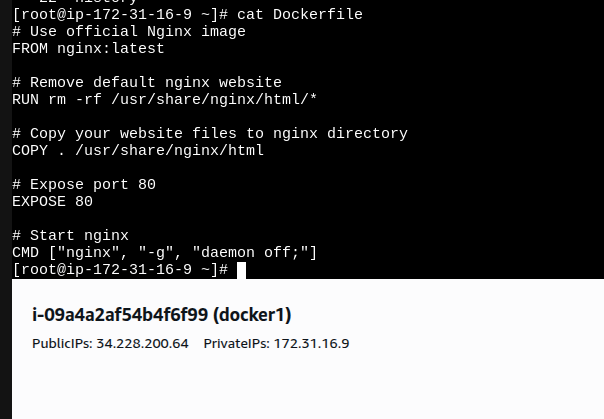 [root@ip-172-31-16-9 ~]# cat Dockerfile
# Use official Nginx image
FROM nginx:latest
# Remove default nginx website
RUN rm -rf /usr/share/nginx/html/*
# Copy your website files to nginx directory
COPY . /usr/share/nginx/html
# Expose port 80
EXPOSE 80
# Start nginx
CMD ["nginx", "-g", "daemon off;"]
[root@ip-172-31-16-9 ~]#
i-09a4a2af54b4f6f99 (docker1)
PublicIPs: 34.228.200.64 PrivateIPs: 172.31.16.9